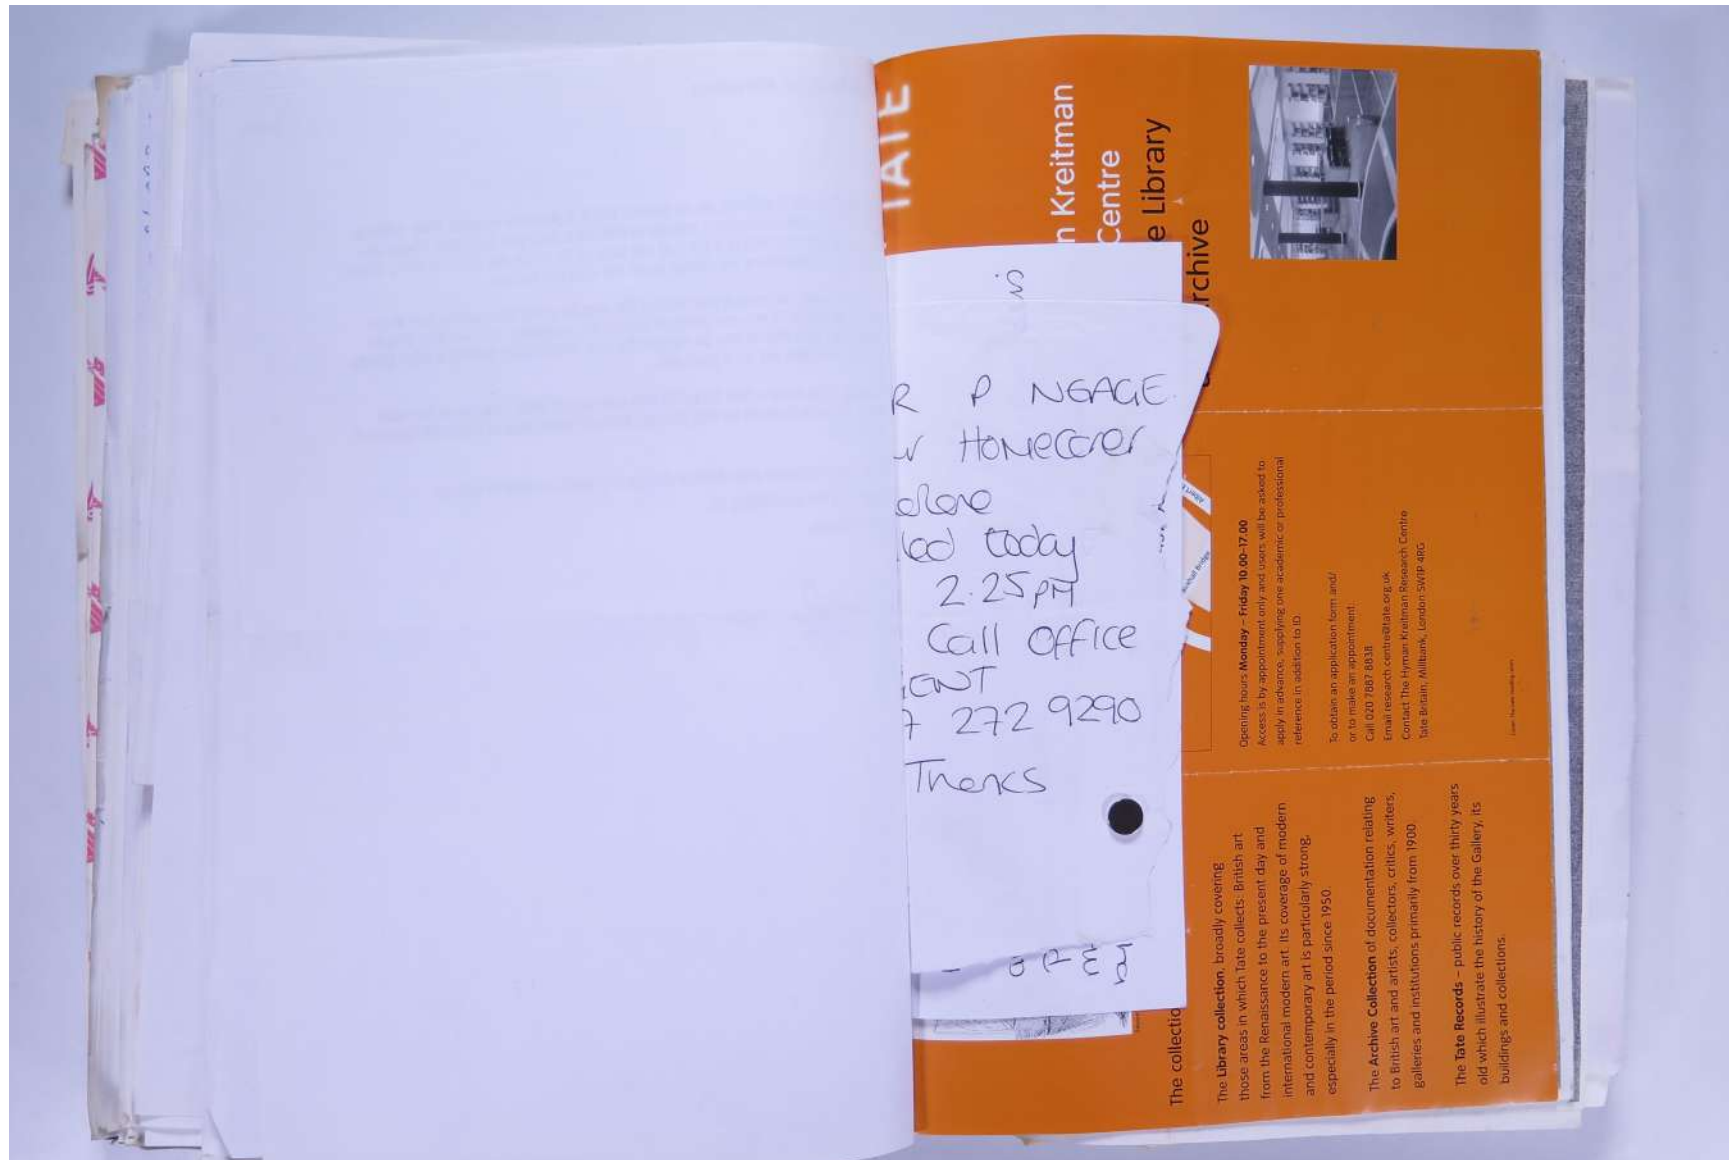 TATE
n Kreitman
Centre
e Library
rchive
is
R P NGAGE.
Homecarer
led today
2.25PM
Call OFFICE
7 272 9290
Thanks
Albert
uxhall Bridge
Opening hours Monday – Friday 10.00–17.00
Access is by appointment only and users will be asked to
apply in advance, supplying one academic or professional
reference in addition to ID
To obtain an application form and/
or to make an appointment:
Call 020 7887 8838
Email research.centre@tate.org.uk
Contact The Hyman Kreitman Research Centre
Tate Britain, Millbank, London SW1P 4RG
The collectio
The Library collection, broadly covering
those areas in which Tate collects: British art
from the Renaissance to the present day and
international modern art. Its coverage of modern
and contemporary art is particularly strong,
especially in the period since 1950.
The Archive Collection of documentation relating
to British art and artists, collectors, critics, writers,
galleries and institutions primarily from 1900
The Tate Records – public records over thirty years
old which illustrate the history of the Gallery, its
buildings and collections.